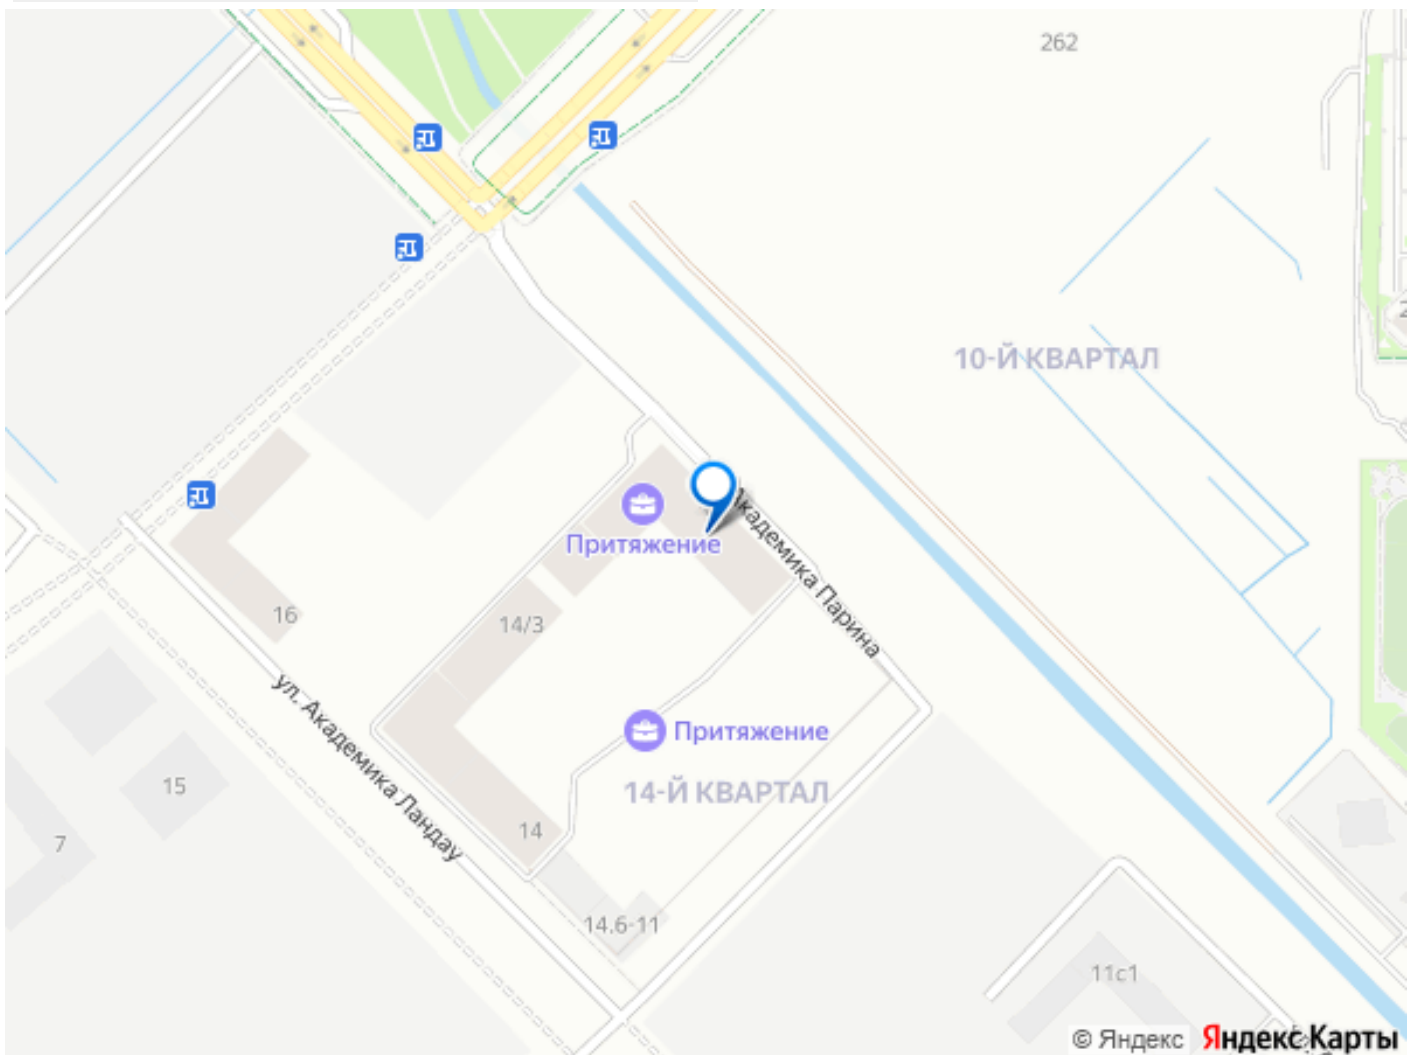 262
10-Й КВАРТАЛ
Притяжение
Академика Парина
14/3
16
ул. Академика Ландау
Притяжение
14-Й КВАРТАЛ
15
14
7
14.6-11
11с1
© Яндекс Яндекс Карты